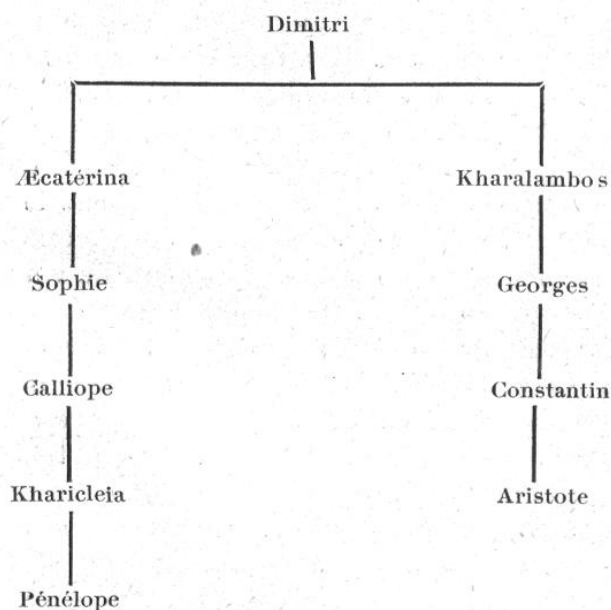 Dimitri
Æcatérina Kharalambos
Sophie Georges
Calliope Constantin
Kharicleia Aristote
Pénélope